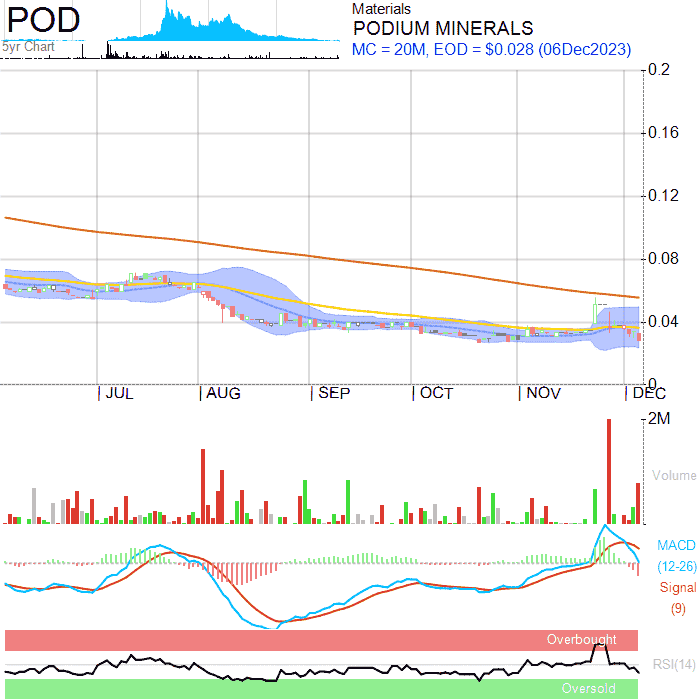 POD
5yr Chart
Materials
PODIUM MINERALS
MC = 20M, EOD = $0.028 (06Dec2023)
0.2
0.16
0.12
0.08
0.04
0
JUL AUG SEP OCT NOV DEC
2M
Volume
MACD
(12-26)
Signal
(9)
Overbought
RSI(14)
Oversold